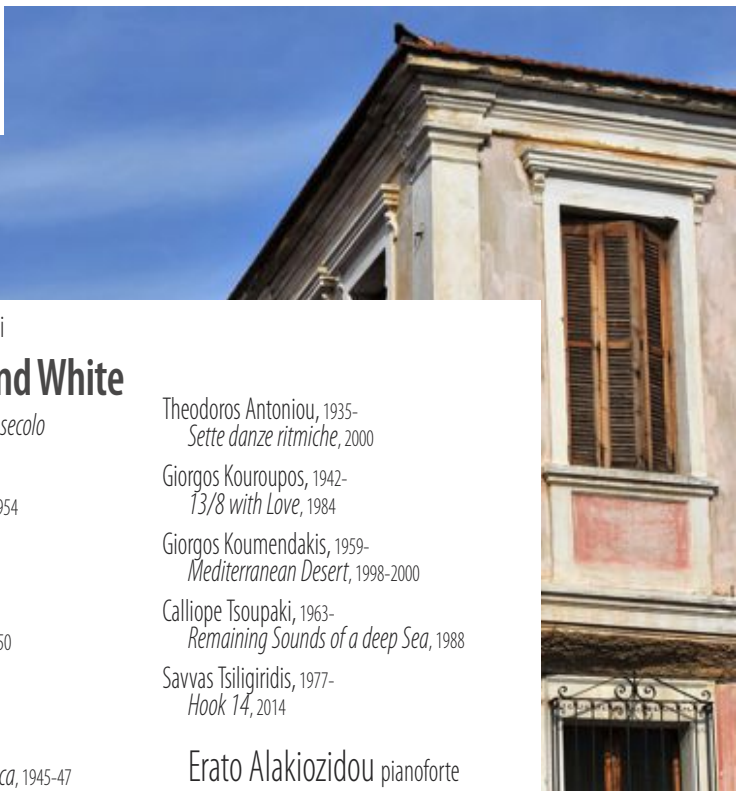 i
nd White
secolo
954
50
ca, 1945-47
Theodoros Antoniou, 1935-
Sette danze ritmiche, 2000
Giorgos Kouroupos, 1942-
13/8 with Love, 1984
Giorgos Koumendakis, 1959-
Mediterranean Desert, 1998-2000
Calliope Tsoupaki, 1963-
Remaining Sounds of a deep Sea, 1988
Savvas Tsiligiridis, 1977-
Hook 14, 2014
Erato Alakiozidou pianoforte